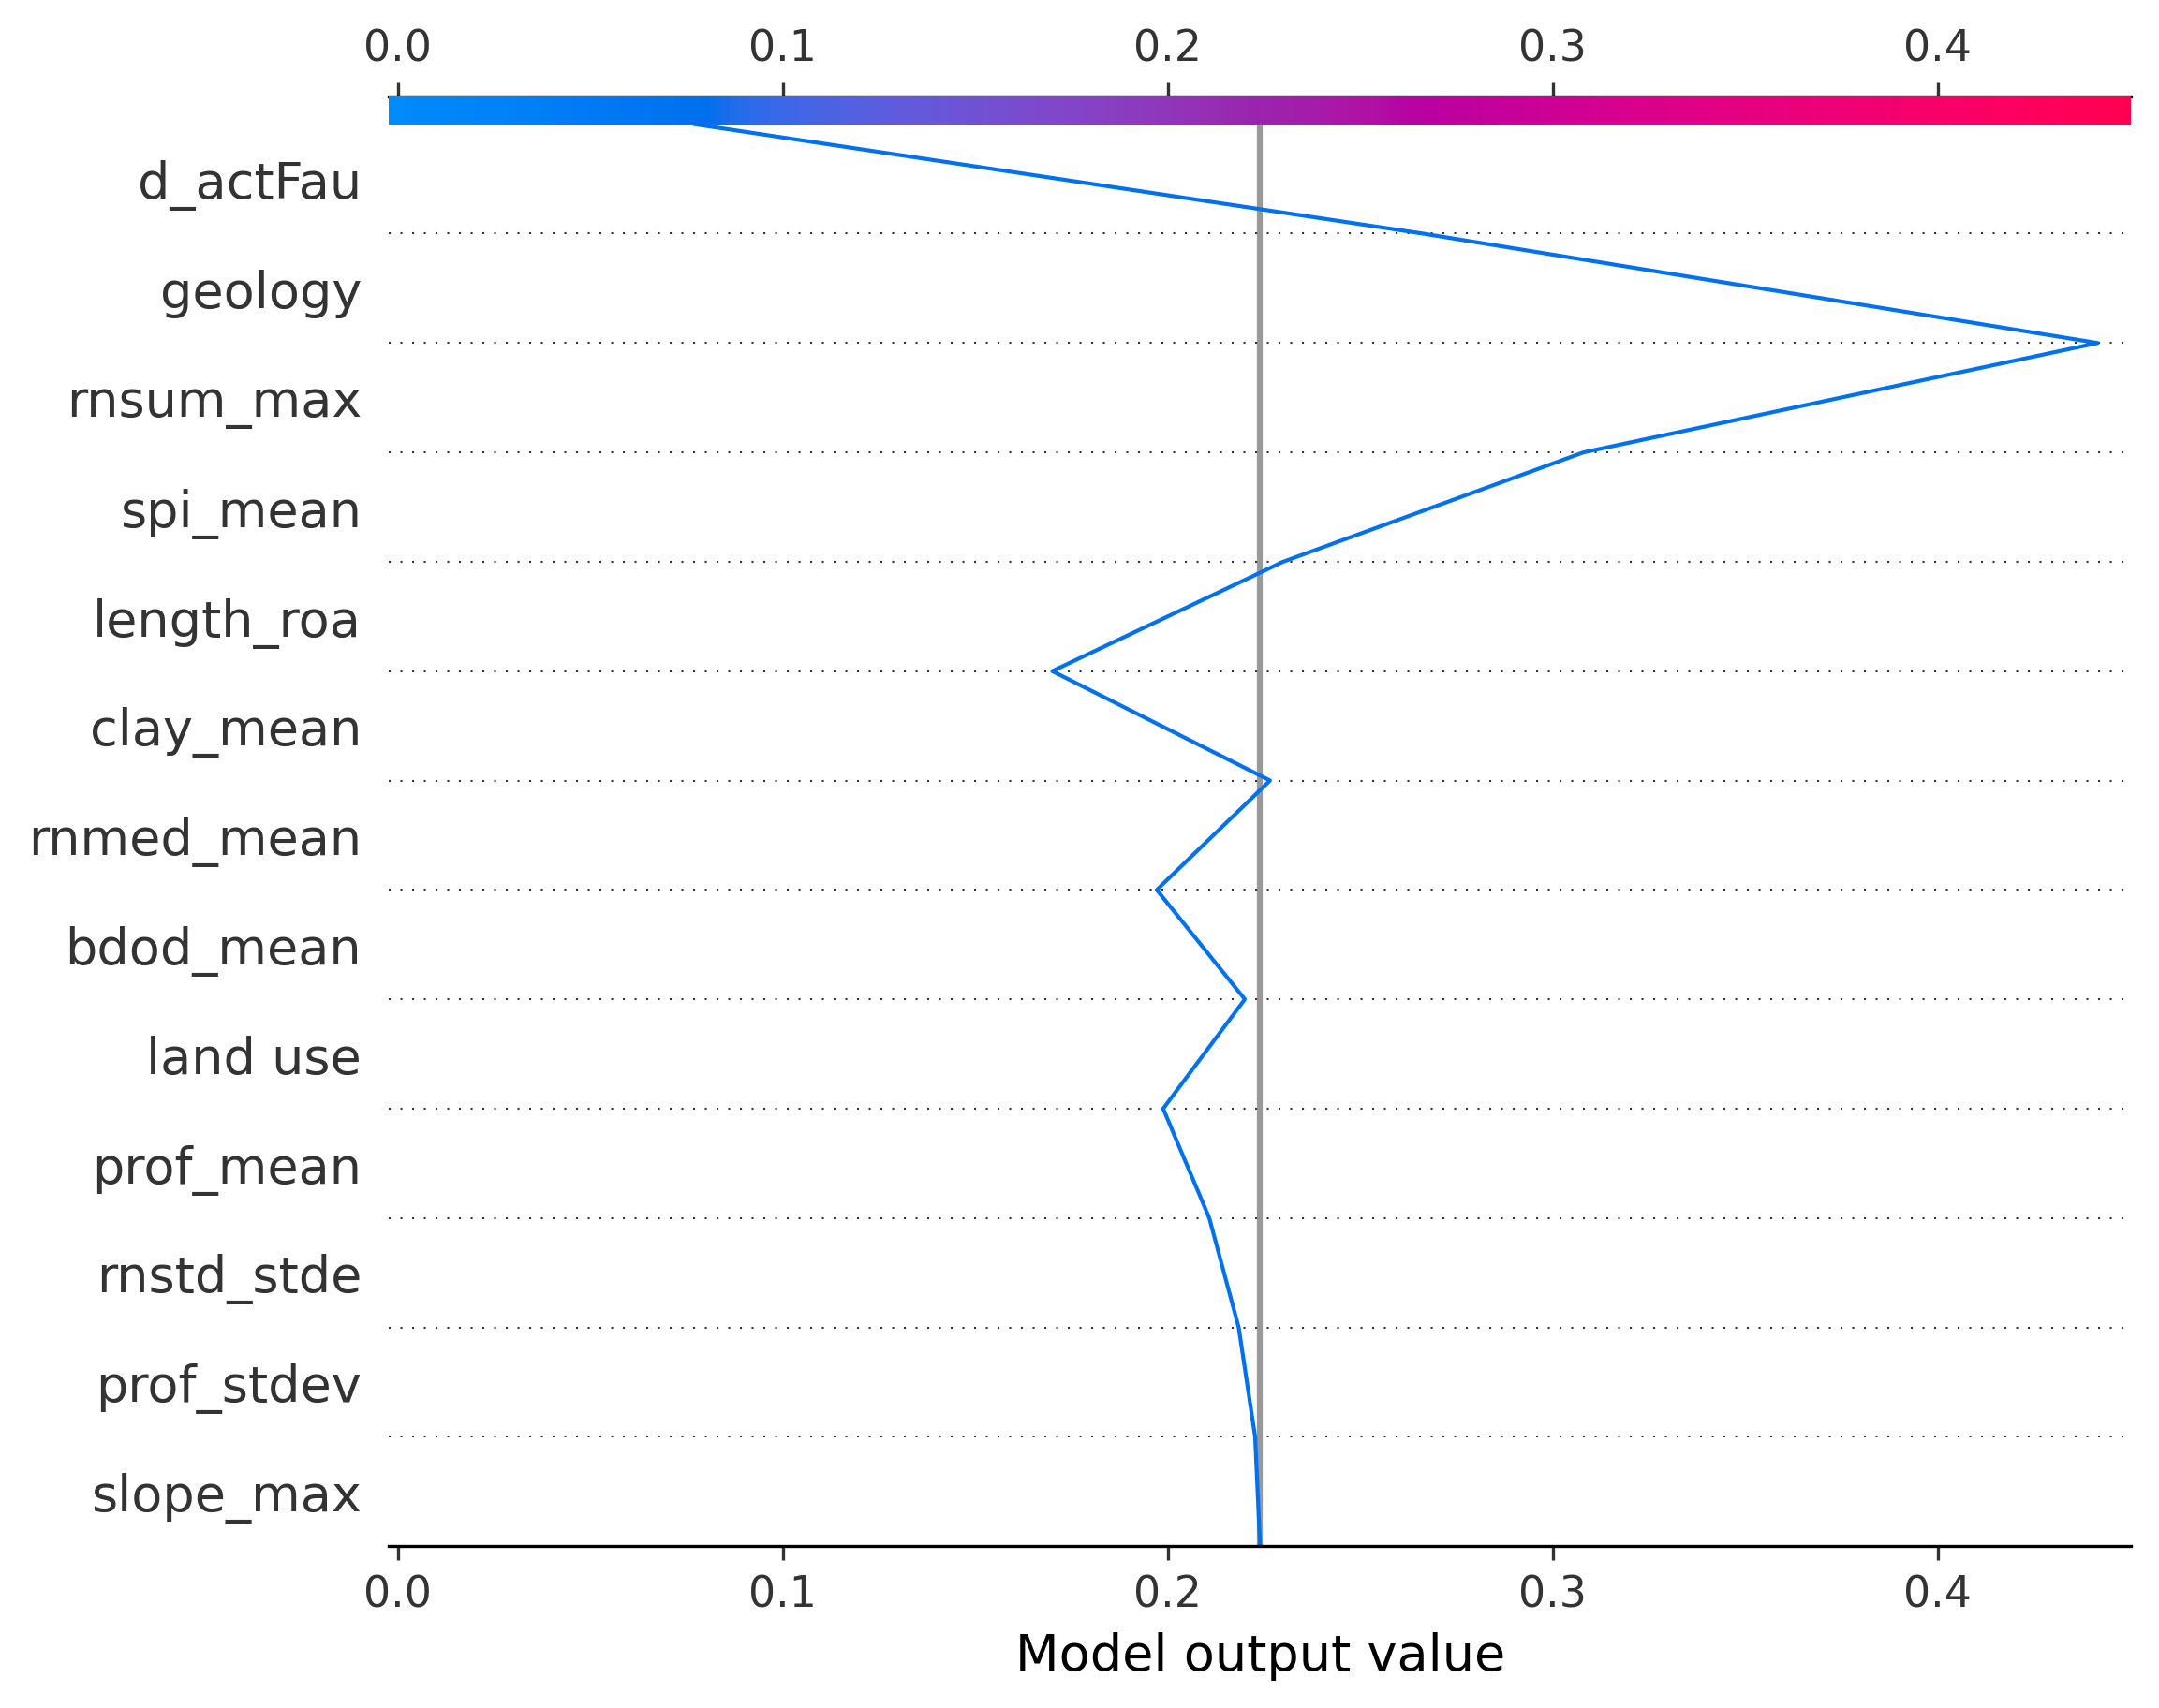 0.0 0.1 0.2 0.3 0.4
d_actFau
geology
rnsum_max
spi_mean
length_roa
clay_mean
rnmed_mean
bdod_mean
land use
prof_mean
rnstd_stde
prof_stdev
slope_max
0.0 0.1 0.2 0.3 0.4
Model output value